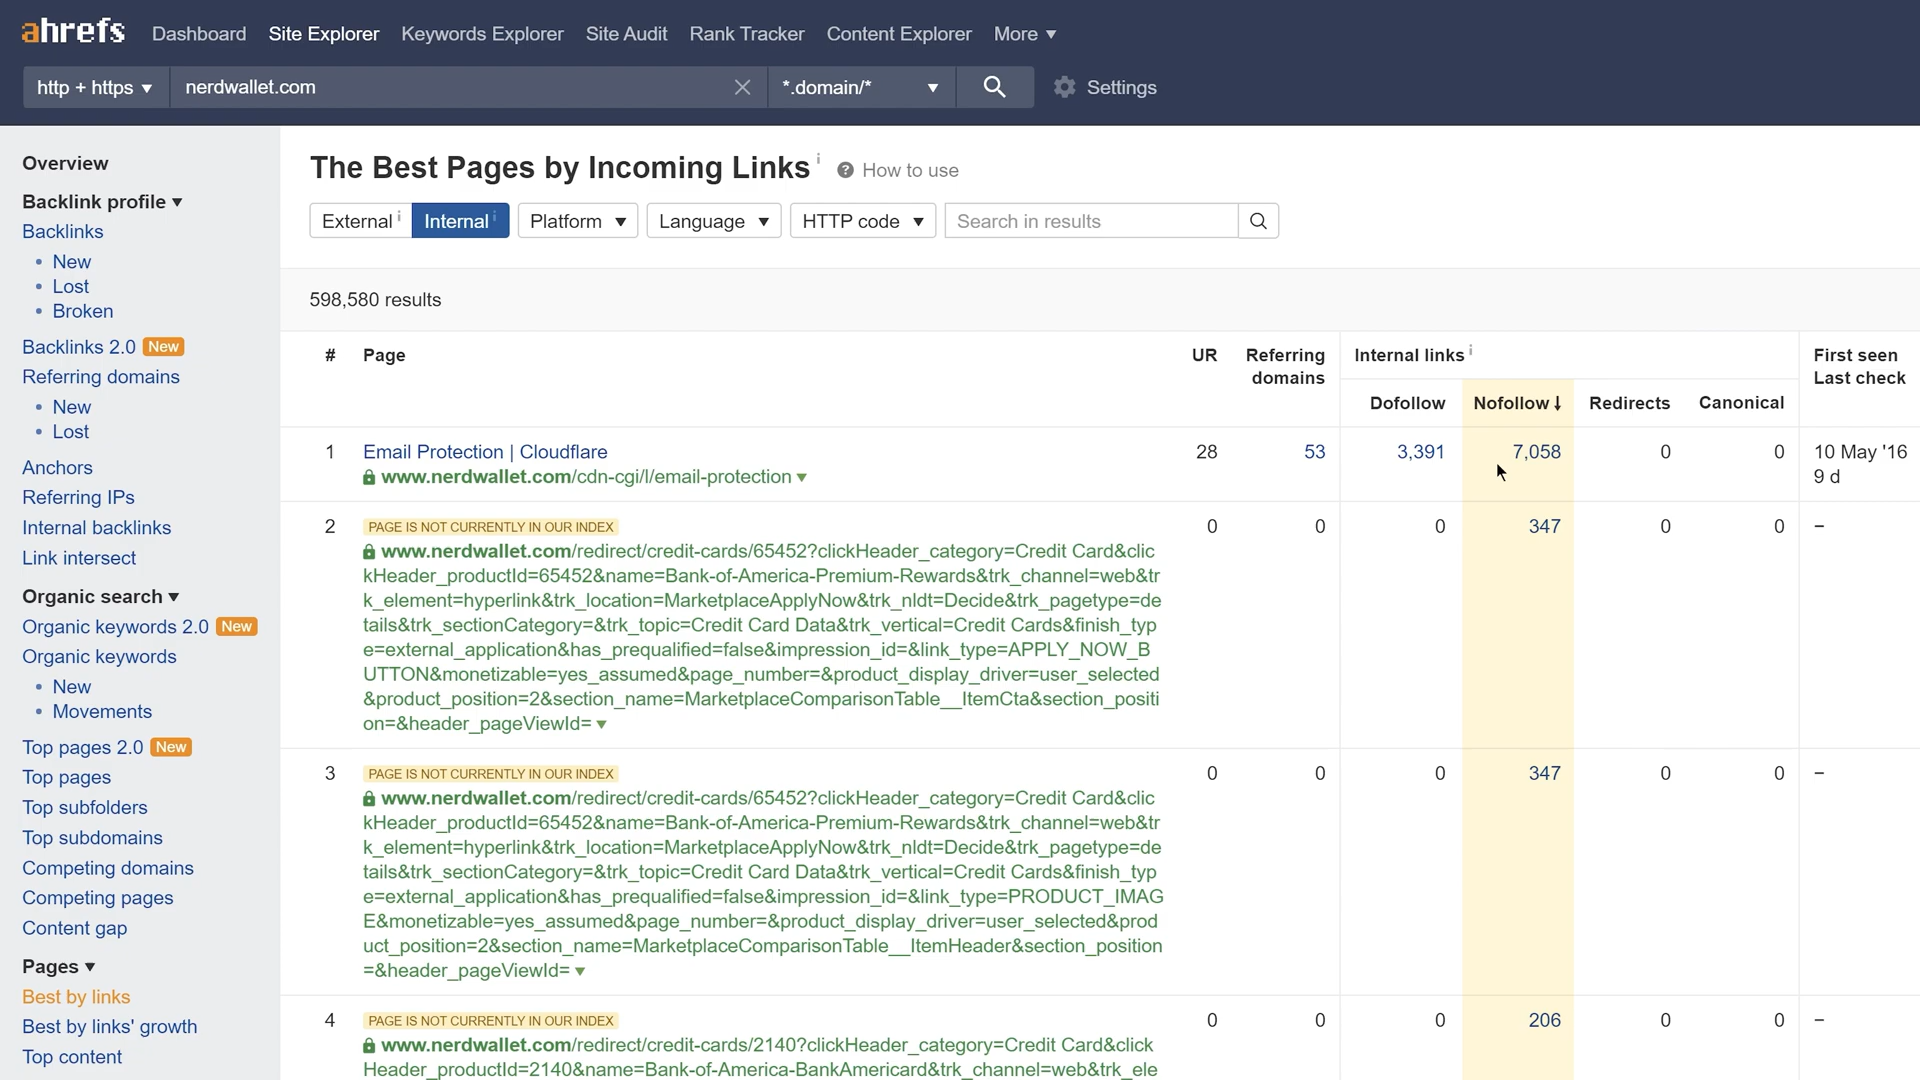 ahrefs Dashboard Site Explorer Keywords Explorer Site Audit Rank Tracker Content Explorer More ▼
http + https ▼ nerdwallet.com *.domain/* ▼ Settings
Overview
Backlink profile ▼
Backlinks
• New
• Lost
• Broken
Backlinks 2.0 New
Referring domains
• New
• Lost
Anchors
Referring IPs
Internal backlinks
Link intersect
Organic search ▼
Organic keywords 2.0 New
Organic keywords
• New
• Movements
Top pages 2.0 New
Top pages
Top subfolders
Top subdomains
Competing domains
Competing pages
Content gap
Pages ▼
Best by links
Best by links' growth
Top content
The Best Pages by Incoming Links i ? How to use
External i Internal i Platform ▼ Language ▼ HTTP code ▼ Search in results
598,580 results
# Page UR Referring domains Internal links i First seen Last check
Dofollow Nofollow↓ Redirects Canonical
1 Email Protection | Cloudflare 28 53 3,391 7,058 0 0 10 May '16
www.nerdwallet.com/cdn-cgi/l/email-protection ▼ 9 d
2 PAGE IS NOT CURRENTLY IN OUR INDEX 0 0 0 347 0 0 –
www.nerdwallet.com/redirect/credit-cards/65452?clickHeader_category=Credit Card&clic
kHeader_productId=65452&name=Bank-of-America-Premium-Rewards&trk_channel=web&tr
k_element=hyperlink&trk_location=MarketplaceApplyNow&trk_nldt=Decide&trk_pagetype=de
tails&trk_sectionCategory=&trk_topic=Credit Card Data&trk_vertical=Credit Cards&finish_typ
e=external_application&has_prequalified=false&impression_id=&link_type=APPLY_NOW_B
UTTON&monetizable=yes_assumed&page_number=&product_display_driver=user_selected
&product_position=2&section_name=MarketplaceComparisonTable__ItemCta&section_positi
on=&header_pageViewId= ▼
3 PAGE IS NOT CURRENTLY IN OUR INDEX 0 0 0 347 0 0 –
www.nerdwallet.com/redirect/credit-cards/65452?clickHeader_category=Credit Card&clic
kHeader_productId=65452&name=Bank-of-America-Premium-Rewards&trk_channel=web&tr
k_element=hyperlink&trk_location=MarketplaceApplyNow&trk_nldt=Decide&trk_pagetype=de
tails&trk_sectionCategory=&trk_topic=Credit Card Data&trk_vertical=Credit Cards&finish_typ
e=external_application&has_prequalified=false&impression_id=&link_type=PRODUCT_IMAG
E&monetizable=yes_assumed&page_number=&product_display_driver=user_selected&prod
uct_position=2&section_name=MarketplaceComparisonTable__ItemHeader&section_position
=&header_pageViewId= ▼
4 PAGE IS NOT CURRENTLY IN OUR INDEX 0 0 0 206 0 0 –
www.nerdwallet.com/redirect/credit-cards/2140?clickHeader_category=Credit Card&click
Header_productId=2140&name=Bank-of-America-BankAmericard&trk_channel=web&trk_ele